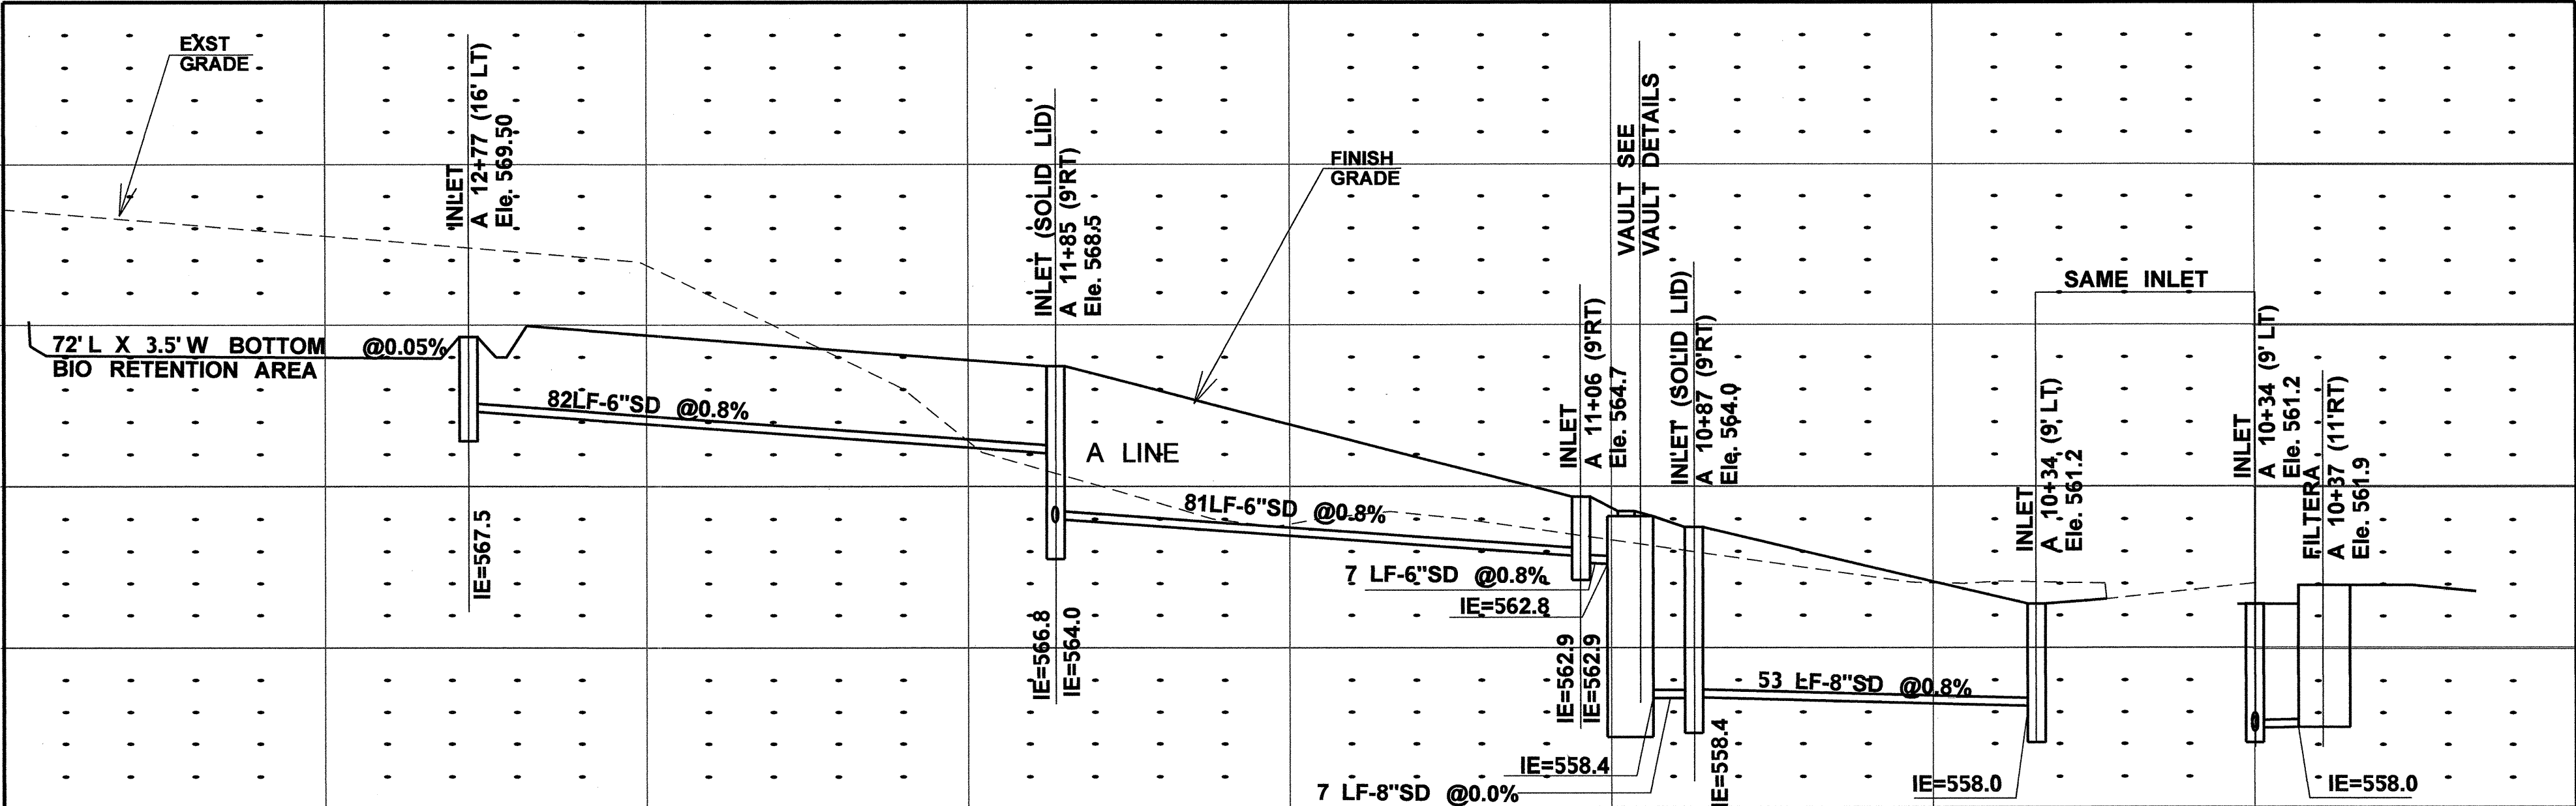 EXST
GRADE
INLET
A 12+77 (16' LT)
Ele. 569.50
INLET (SOLID LID)
A 11+85 (9'RT)
Ele. 568.5
FINISH
GRADE
VAULT SEE
VAULT DETAILS
INLET
A 11+06 (9'RT)
Ele. 564.7
INLET (SOLID LID)
A 10+87 (9'RT)
Ele. 564.0
SAME INLET
INLET
A 10+34 (9' LT)
Ele. 561.2
INLET
A 10+34 (9' LT)
Ele. 561.2
FILTERA
A 10+37 (11'RT)
Ele. 561.9
72' L X 3.5' W BOTTOM @0.05%
BIO RETENTION AREA
82LF-6"SD @0.8%
A LINE
81LF-6"SD @0.8%
7 LF-6"SD @0.8%
IE=562.8
IE=567.5
IE=566.8
IE=564.0
IE=562.9
IE=562.9
53 LF-8"SD @0.8%
IE=558.4
7 LF-8"SD @0.0%
IE=558.4
IE=558.0
IE=558.0